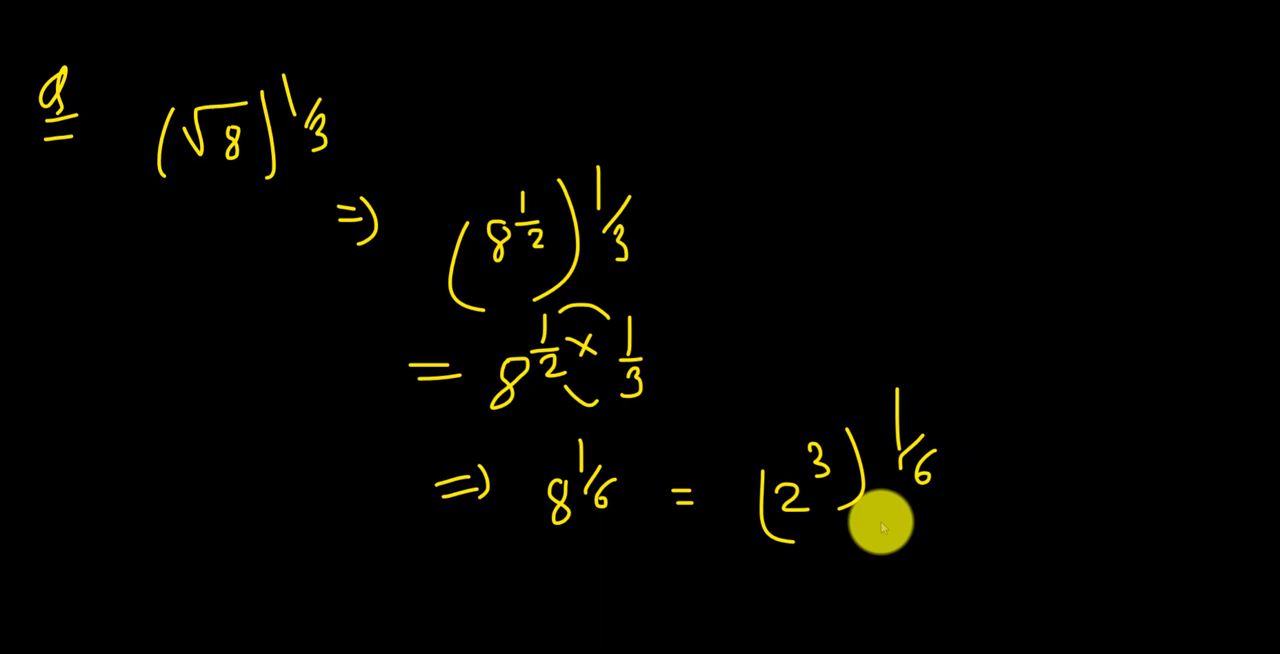 Q (√8)^1/3
=> (8^1/2)^1/3
= 8^1/2 × 1/3
=> 8^1/6 = (2^3)^1/6